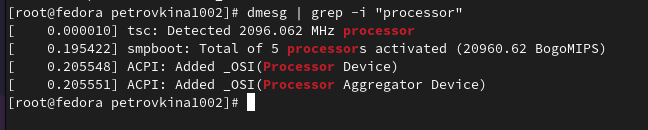 [root@fedora petrovkina1002]# dmesg | grep -i "processor"
[    0.000010] tsc: Detected 2096.062 MHz processor
[    0.195422] smpboot: Total of 5 processors activated (20960.62 BogoMIPS)
[    0.205548] ACPI: Added _OSI(Processor Device)
[    0.205551] ACPI: Added _OSI(Processor Aggregator Device)
[root@fedora petrovkina1002]#